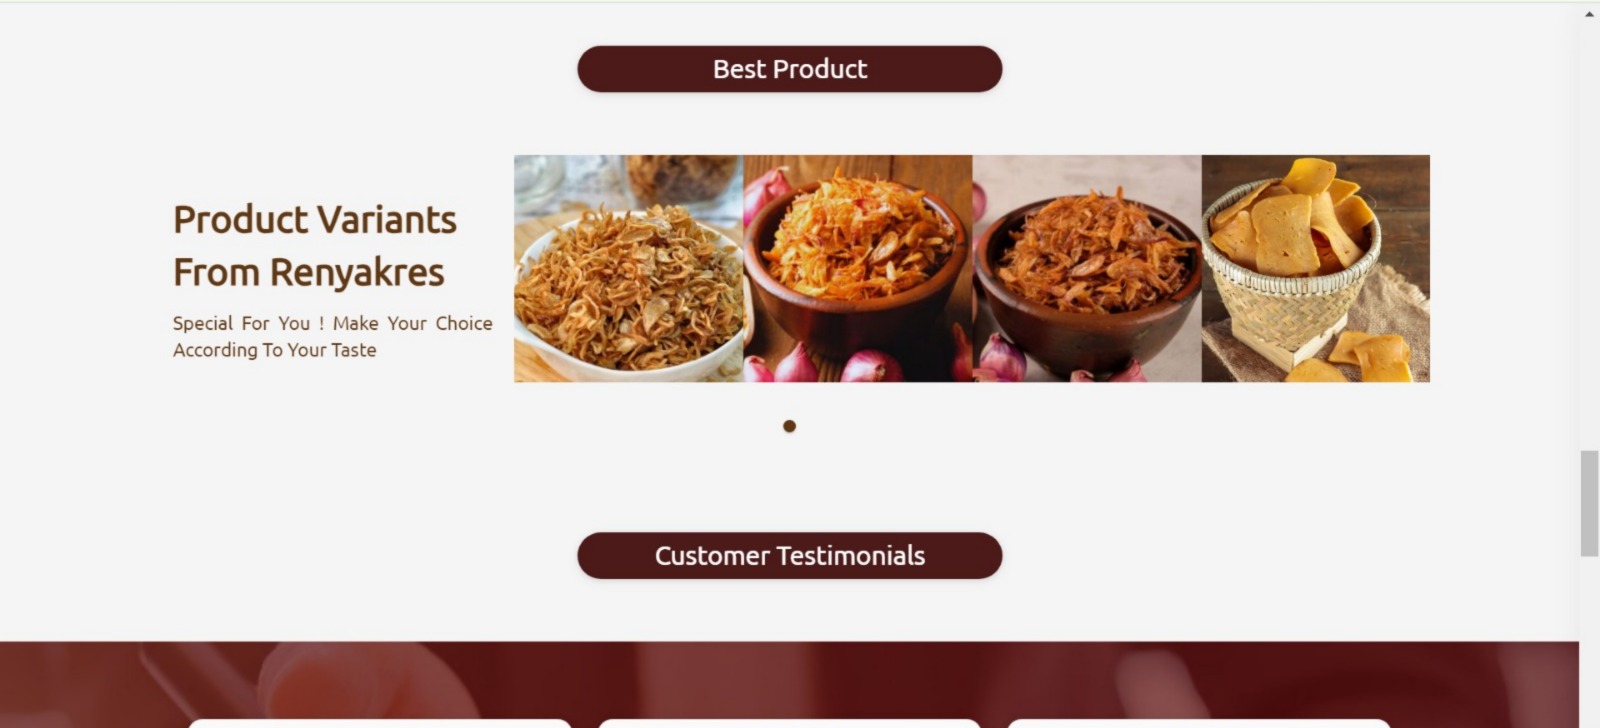 Best Product
Product Variants
From Renyakres
Special For You ! Make Your Choice
According To Your Taste
Customer Testimonials